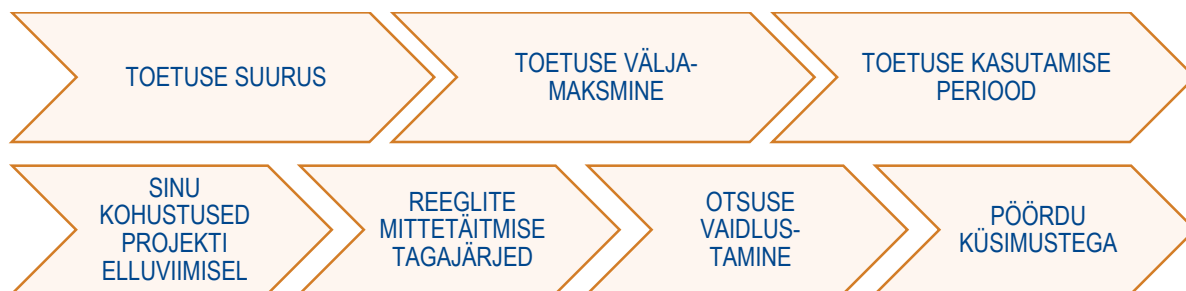 TOETUSE SUURUS
TOETUSE VÄLJA-
MAKSMINE
TOETUSE KASUTAMISE
PERIOOD
SINU
KOHUSTUSED
PROJEKTI
ELLUVIIMISEL
REEGLITE
MITTETÄITMISE
TAGAJÄRJED
OTSUSE
VAIDLUS-
TAMINE
PÖÖRDU
KÜSIMUSTEGA